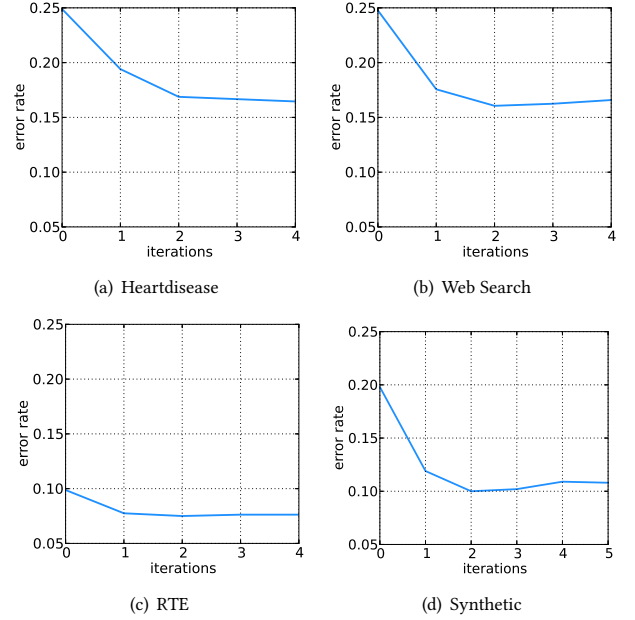 0.25
0.20
0.15
0.10
0.05
error rate
0 1 2 3 4
iterations
(a) Heartdisease
0.25
0.20
0.15
0.10
0.05
error rate
0 1 2 3 4
iterations
(b) Web Search
0.25
0.20
0.15
0.10
0.05
error rate
0 1 2 3 4
iterations
(c) RTE
0.25
0.20
0.15
0.10
0.05
error rate
0 1 2 3 4 5
iterations
(d) Synthetic